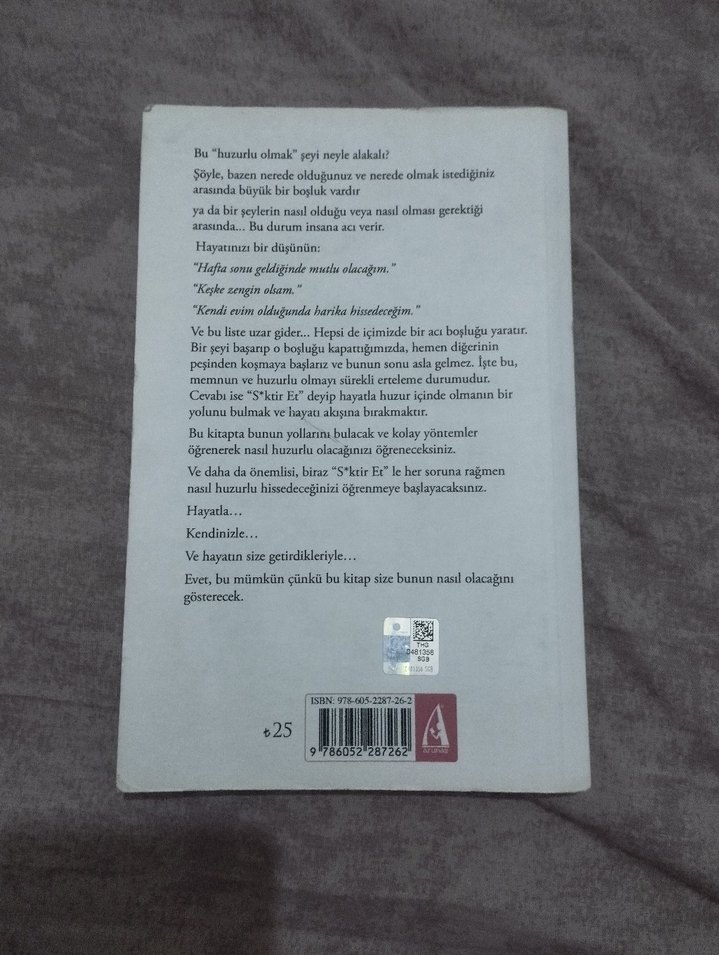 Bu “huzurlu olmak” şeyi neyle alakalı?
Şöyle, bazen nerede olduğunuz ve nerede olmak istediğiniz
arasında büyük bir boşluk vardır
ya da bir şeylerin nasıl olduğu veya nasıl olması gerektiği
arasında... Bu durum insana acı verir.
Hayatınızı bir düşünün:
“Hafta sonu geldiğinde mutlu olacağım.”
“Keşke zengin olsam.”
“Kendi evim olduğunda harika hissedeceğim.”
Ve bu liste uzar gider... Hepsi de içimizde bir acı boşluğu yaratır.
Bir şeyi başarıp o boşluğu kapattığımızda, hemen diğerinin
peşinden koşmaya başlarız ve bunun sonu asla gelmez. İşte bu,
memnun ve huzurlu olmayı sürekli erteleme durumudur.
Cevabı ise “S*ktir Et” deyip hayatla huzur içinde olmanın bir
yolunu bulmak ve hayatı akışına bırakmaktır.
Bu kitapta bunun yollarını bulacak ve kolay yöntemler
öğrenerek nasıl huzurlu olacağınızı öğreneceksiniz.
Ve daha da önemlisi, biraz “S*ktir Et” le her soruna rağmen
nasıl huzurlu hissedeceğinizi öğrenmeye başlayacaksınız.
Hayatla…
Kendinizle…
Ve hayatın size getirdikleriyle…
Evet, bu mümkün çünkü bu kitap size bunun nasıl olacağını
gösterecek.
THG
0481356
SGB
ISBN: 978-605-2287-26-2
₺ 25
9 786052 287262